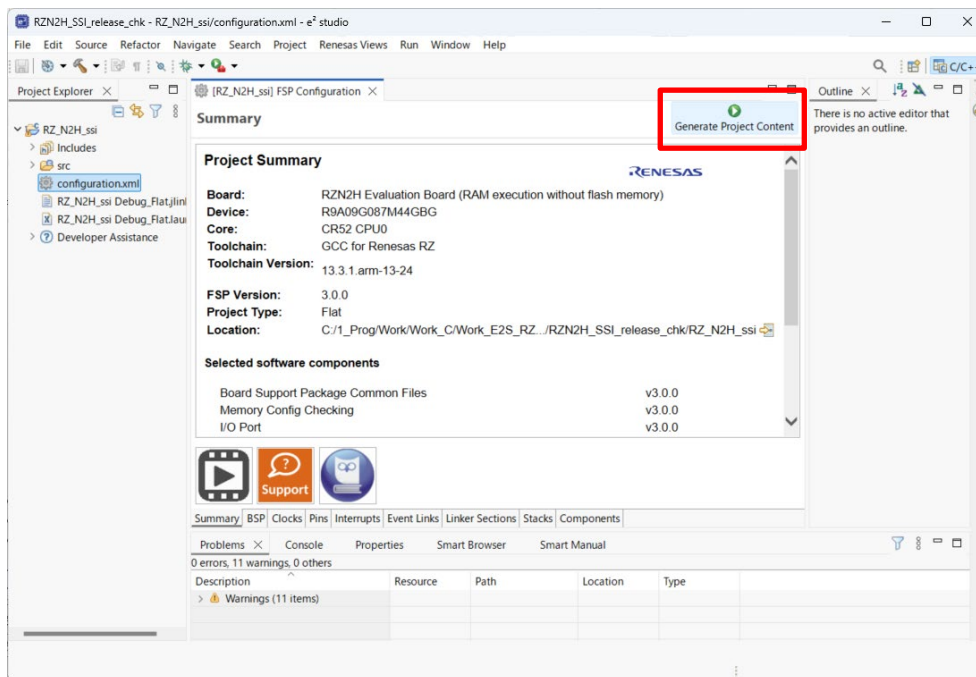 RZN2H_SSI_release_chk - RZ_N2H_ssi/configuration.xml - e² studio
File Edit Source Refactor Navigate Search Project Renesas Views Run Window Help
C/C+
Project Explorer
[RZ_N2H_ssi] FSP Configuration
Outline
RZ_N2H_ssi
Includes
src
configuration.xml
RZ_N2H_ssi Debug_Flat.jlinl
RZ_N2H_ssi Debug_Flat.lau
Developer Assistance
Summary
Generate Project Content
There is no active editor that
provides an outline.
Project Summary
RENESAS
Board: RZN2H Evaluation Board (RAM execution without flash memory)
Device: R9A09G087M44GBG
Core: CR52 CPU0
Toolchain: GCC for Renesas RZ
Toolchain Version: 13.3.1.arm-13-24
FSP Version: 3.0.0
Project Type: Flat
Location: C:/1_Prog/Work/Work_C/Work_E2S_RZ.../RZN2H_SSI_release_chk/RZ_N2H_ssi
Selected software components
Board Support Package Common Files v3.0.0
Memory Config Checking v3.0.0
I/O Port v3.0.0
Support
Summary BSP Clocks Pins Interrupts Event Links Linker Sections Stacks Components
Problems Console Properties Smart Browser Smart Manual
0 errors, 11 warnings, 0 others
Description Resource Path Location Type
Warnings (11 items)